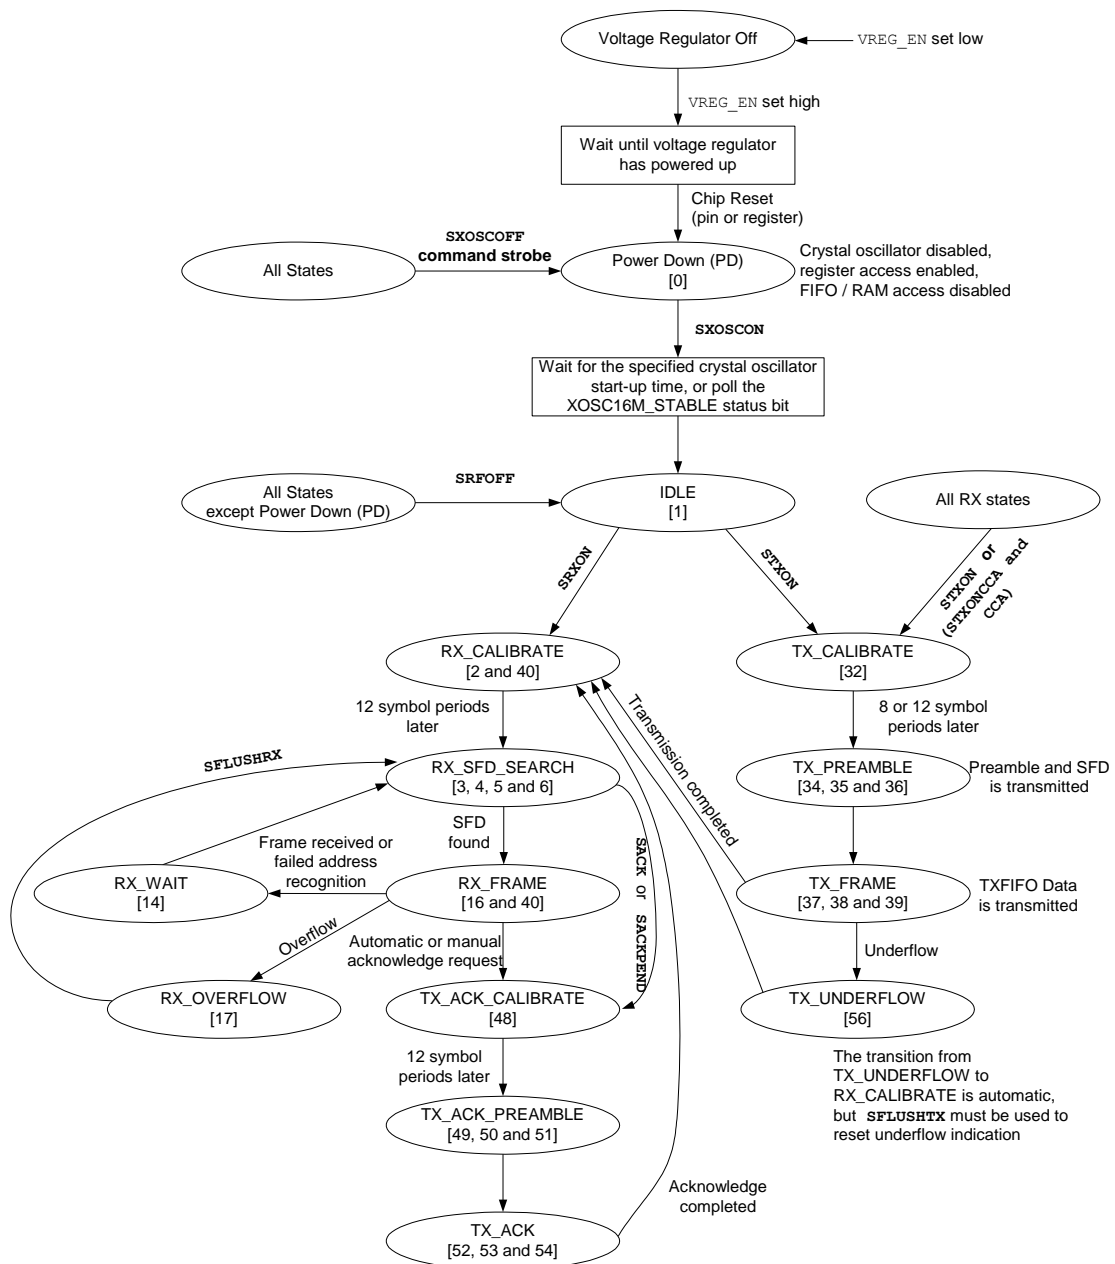 Voltage Regulator Off
VREG_EN set low
VREG_EN set high
Wait until voltage regulator
has powered up
Chip Reset
(pin or register)
SXOSCOFF
command strobe
All States
Power Down (PD)
[0]
Crystal oscillator disabled,
register access enabled,
FIFO / RAM access disabled
SXOSCON
Wait for the specified crystal oscillator
start-up time, or poll the
XOSC16M_STABLE status bit
All States
except Power Down (PD)
SRFOFF
IDLE
[1]
All RX states
SRXON
STXON
STXON or
(STXONCCA and
CCA)
RX_CALIBRATE
[2 and 40]
TX_CALIBRATE
[32]
12 symbol periods
later
8 or 12 symbol
periods later
Transmission completed
SFLUSHRX
RX_SFD_SEARCH
[3, 4, 5 and 6]
TX_PREAMBLE
[34, 35 and 36]
Preamble and SFD
is transmitted
SFD
found
SACK or SACKPEND
Frame received or
failed address
recognition
RX_WAIT
[14]
RX_FRAME
[16 and 40]
TX_FRAME
[37, 38 and 39]
TXFIFO Data
is transmitted
Overflow
Automatic or manual
acknowledge request
Underflow
RX_OVERFLOW
[17]
TX_ACK_CALIBRATE
[48]
TX_UNDERFLOW
[56]
12 symbol
periods later
The transition from
TX_UNDERFLOW to
RX_CALIBRATE is automatic,
but SFLUSHTX must be used to
reset underflow indication
TX_ACK_PREAMBLE
[49, 50 and 51]
Acknowledge
completed
TX_ACK
[52, 53 and 54]